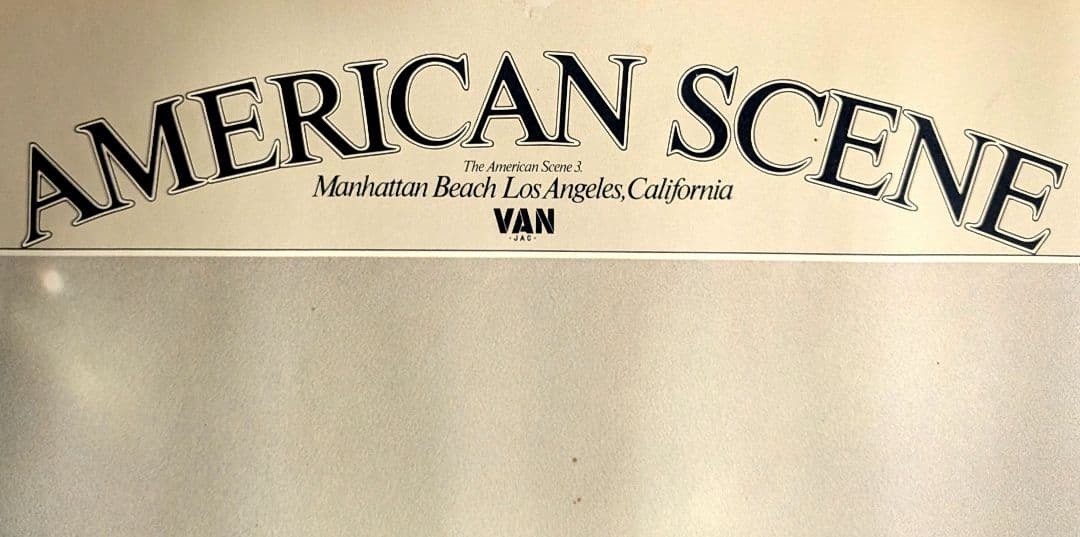 AMERICAN SCENE
The American Scene 3.
Manhattan Beach Los Angeles, California
VAN
·JAC·